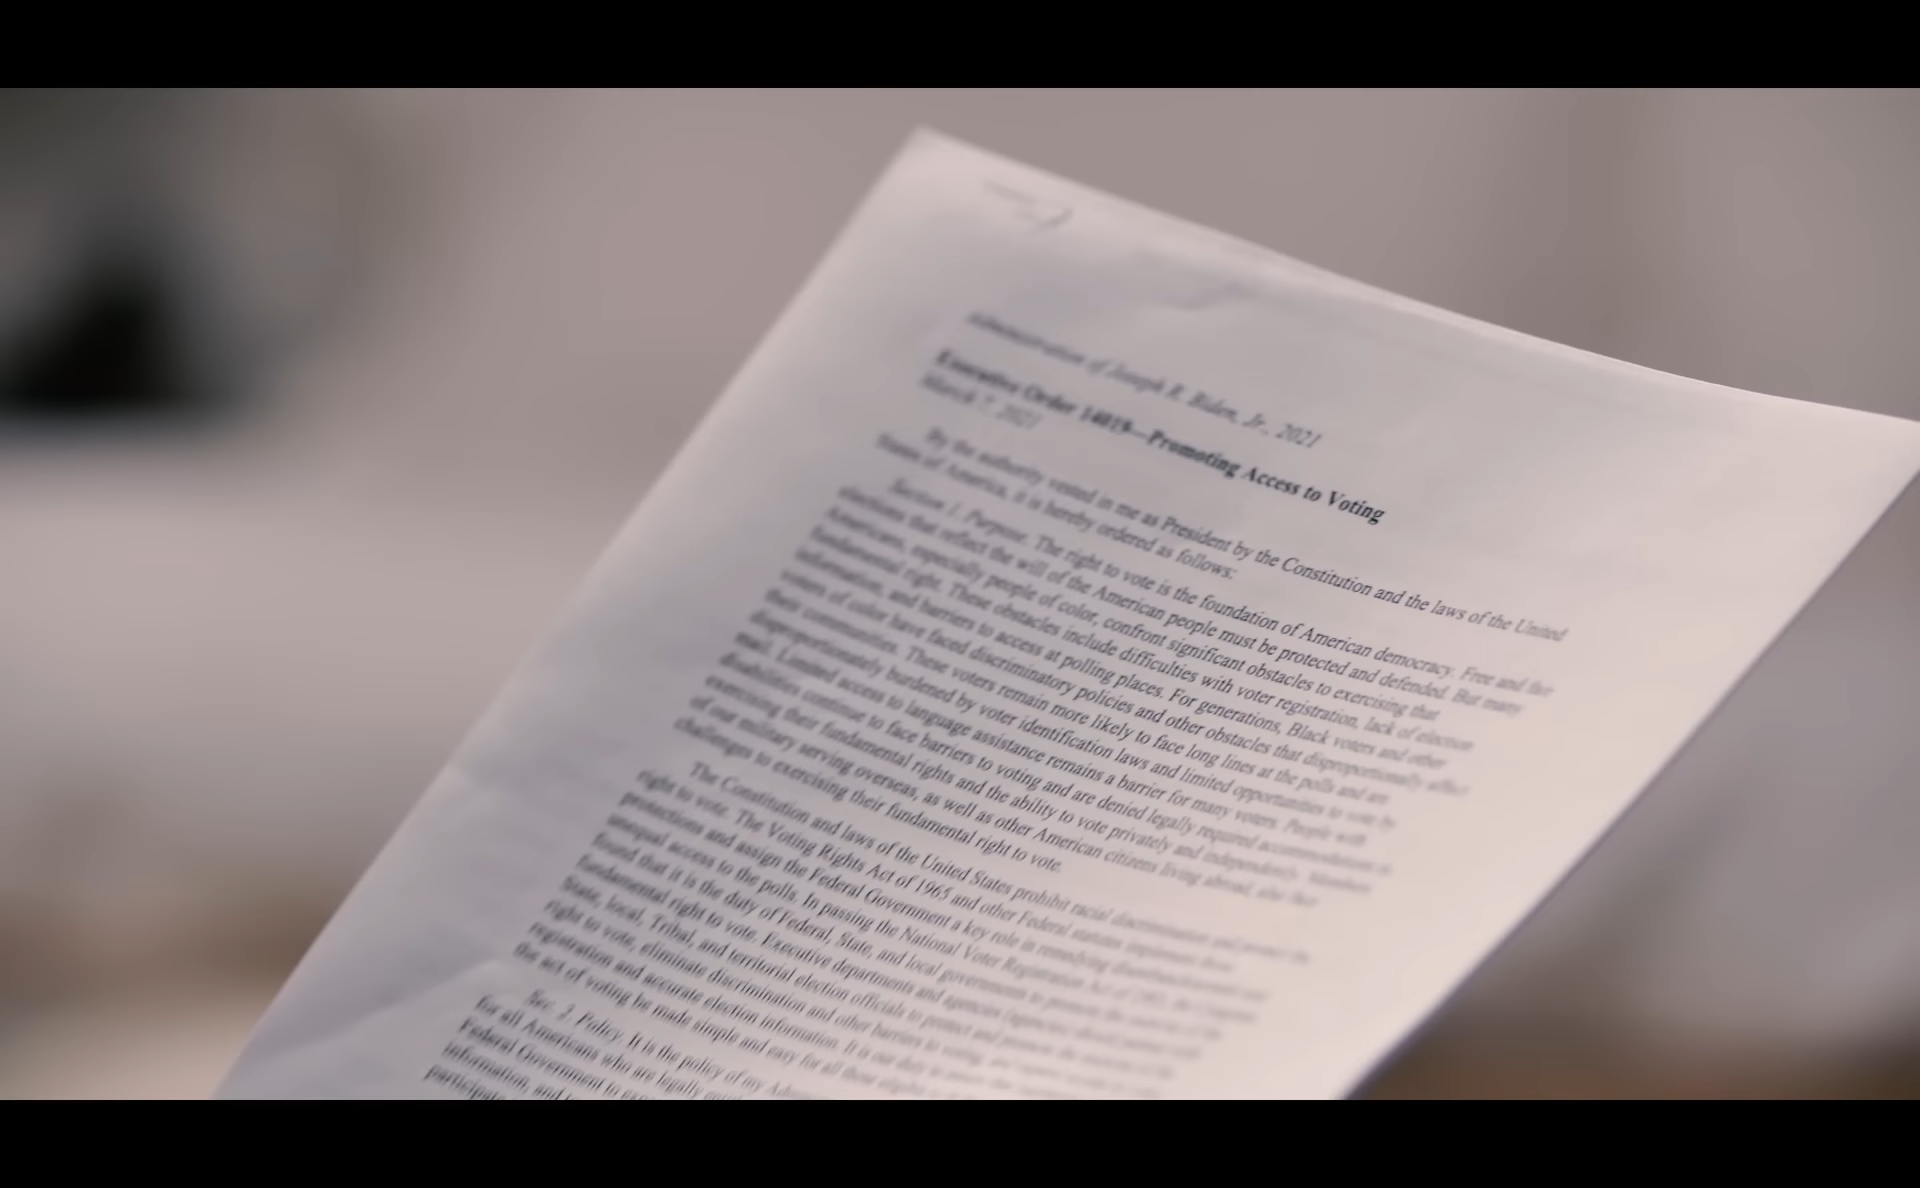 Administration of Joseph R. Biden, Jr., 2021
Executive Order 14019—Promoting Access to Voting
March 7, 2021
By the authority vested in me as President by the Constitution and the laws of the United
States of America, it is hereby ordered as follows:
Section 1. Purpose. The right to vote is the foundation of American democracy. Free and fair
elections that reflect the will of the American people must be protected and defended. But many
Americans, especially people of color, confront significant obstacles to exercising that
fundamental right. These obstacles include difficulties with voter registration, lack of election
information, and barriers to access at polling places. For generations, Black voters and other
voters of color have faced discriminatory policies and other obstacles that disproportionally affect
their communities. These voters remain more likely to face long lines at the polls and are
disproportionately burdened by voter identification laws and limited opportunities to vote by
mail. Limited access to language assistance remains a barrier for many voters. People with
disabilities continue to face barriers to voting and are denied legally required accommodations in
exercising their fundamental rights and the ability to vote privately and independently. Members
of our military serving overseas, as well as other American citizens living abroad, also face
challenges to exercising their fundamental right to vote.
The Constitution and laws of the United States prohibit racial discrimination and protect the
right to vote. The Voting Rights Act of 1965 and other Federal statutes implement those
protections and assign the Federal Government a key role in remedying
unequal access to the polls. In passing the National Voter Registration Act of 1993, the Congress
found that it is the duty of Federal, State, and local governments to promote the exercise of the
fundamental right to vote. Executive departments and agencies (agencies) should partner with
State, local, Tribal, and territorial election officials to protect and promote the exercise of the
right to vote, eliminate discrimination and other barriers to voting, and
registration and accurate election information. It is our duty to ensure that
the act of voting be made simple and easy for all those eligible
Sec. 2. Policy. It is the policy of my
for all Americans who are legally
Federal Government to
information, and
participate